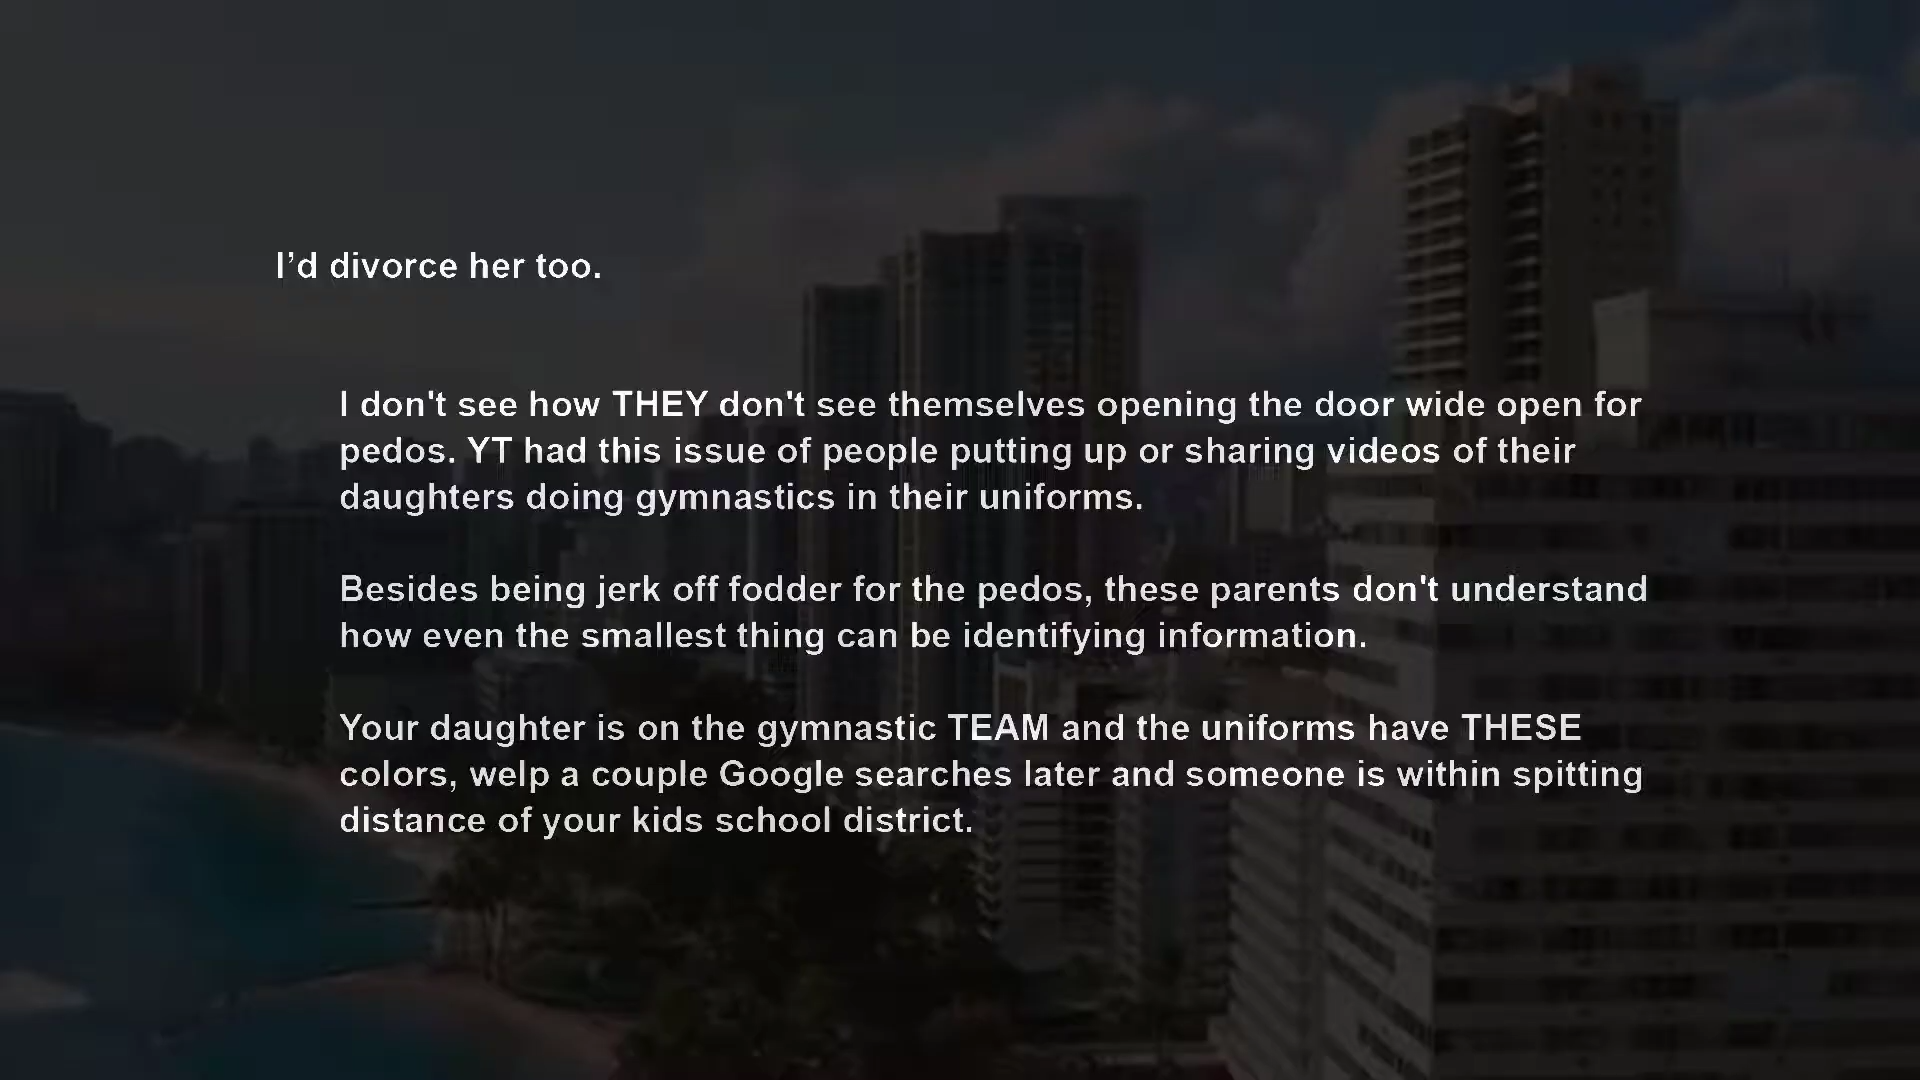 I’d divorce her too.
I don't see how THEY don't see themselves opening the door wide open for
pedos. YT had this issue of people putting up or sharing videos of their
daughters doing gymnastics in their uniforms.
Besides being jerk off fodder for the pedos, these parents don't understand
how even the smallest thing can be identifying information.
Your daughter is on the gymnastic TEAM and the uniforms have THESE
colors, welp a couple Google searches later and someone is within spitting
distance of your kids school district.